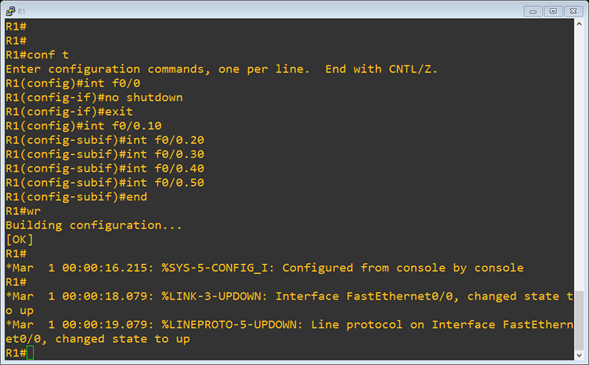 R1
R1#
R1#
R1#conf t
Enter configuration commands, one per line.  End with CNTL/Z.
R1(config)#int f0/0
R1(config-if)#no shutdown
R1(config-if)#exit
R1(config)#int f0/0.10
R1(config-subif)#int f0/0.20
R1(config-subif)#int f0/0.30
R1(config-subif)#int f0/0.40
R1(config-subif)#int f0/0.50
R1(config-subif)#end
R1#wr
Building configuration...
[OK]
R1#
*Mar  1 00:00:16.215: %SYS-5-CONFIG_I: Configured from console by console
R1#
*Mar  1 00:00:18.079: %LINK-3-UPDOWN: Interface FastEthernet0/0, changed state t
o up
*Mar  1 00:00:19.079: %LINEPROTO-5-UPDOWN: Line protocol on Interface FastEthern
et0/0, changed state to up
R1#